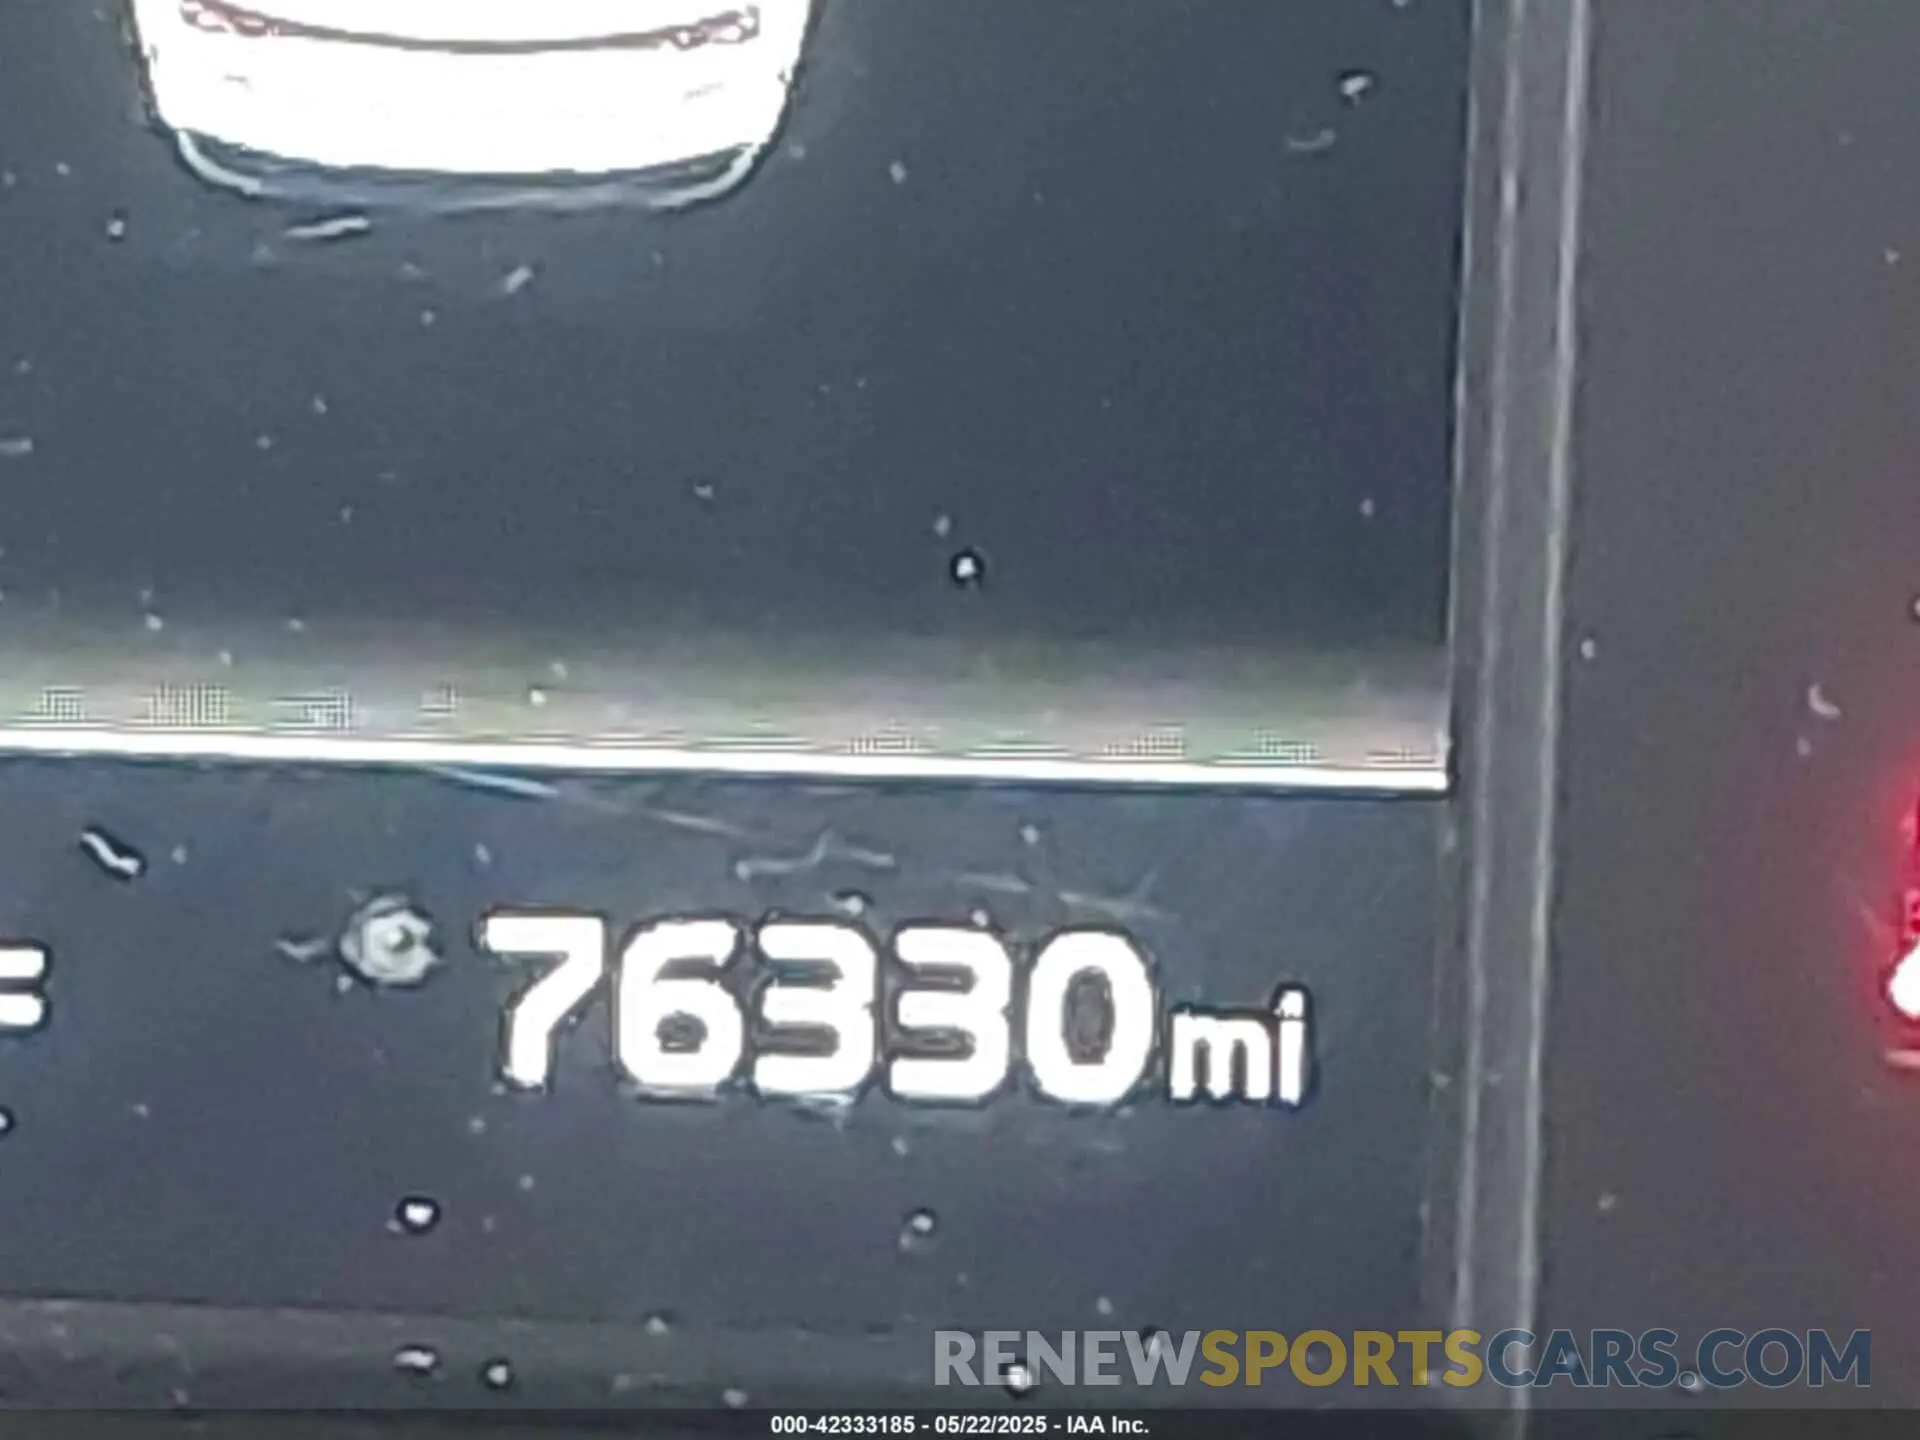 76330mi
RENEWSPORTSCARS.COM
000-42333185 - 05/22/2025 - IAA Inc.